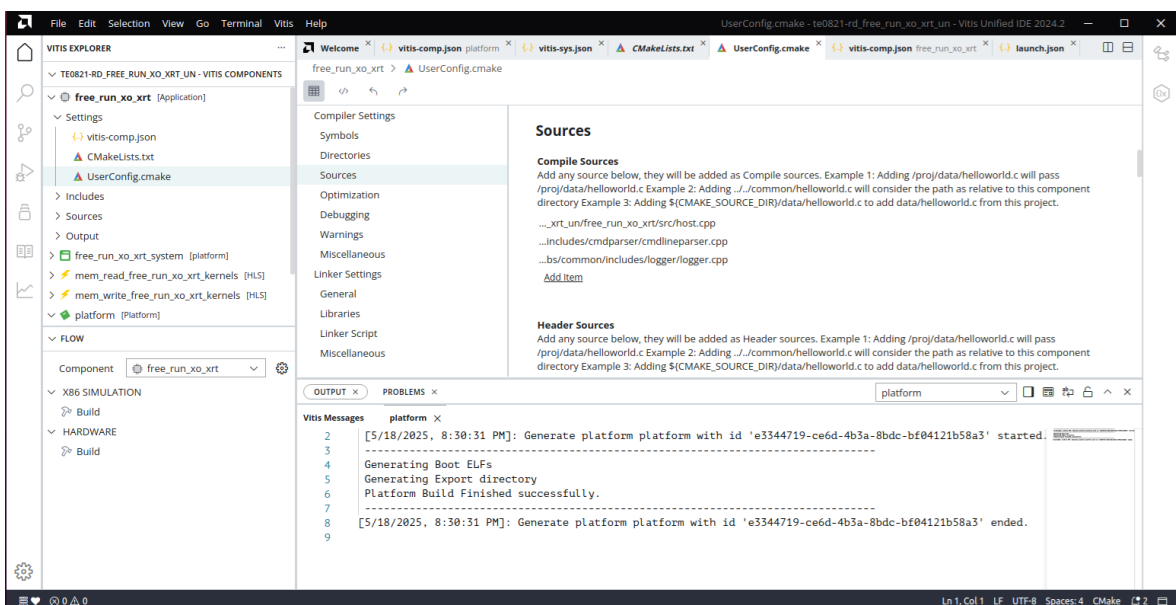 File Edit Selection View Go Terminal Vitis Help UserConfig.cmake - te0821-rd_free_run_xo_xrt_un - Vitis Unified IDE 2024.2
VITIS EXPLORER
TE0821-RD_FREE_RUN_XO_XRT_UN - VITIS COMPONENTS
free_run_xo_xrt [Application]
Settings
vitis-comp.json
CMakeLists.txt
UserConfig.cmake
Includes
Sources
Output
free_run_xo_xrt_system [platform]
mem_read_free_run_xo_xrt_kernels [HLS]
mem_write_free_run_xo_xrt_kernels [HLS]
platform [Platform]
FLOW
Component free_run_xo_xrt
X86 SIMULATION
Build
HARDWARE
Build
Welcome vitis-comp.json platform vitis-sys.json CMakeLists.txt UserConfig.cmake vitis-comp.json free_run_xo_xrt launch.json
free_run_xo_xrt > UserConfig.cmake
Compiler Settings
Symbols
Directories
Sources
Optimization
Debugging
Warnings
Miscellaneous
Linker Settings
General
Libraries
Linker Script
Miscellaneous
Sources
Compile Sources
Add any source below, they will be added as Compile sources. Example 1: Adding /proj/data/helloworld.c will pass
/proj/data/helloworld.c Example 2: Adding ../../common/helloworld.c will consider the path as relative to this component
directory Example 3: Adding ${CMAKE_SOURCE_DIR}/data/helloworld.c to add data/helloworld.c from this project.
..._xrt_un/free_run_xo_xrt/src/host.cpp
...includes/cmdparser/cmdlineparser.cpp
...bs/common/includes/logger/logger.cpp
Add Item
Header Sources
Add any source below, they will be added as Header sources. Example 1: Adding /proj/data/helloworld.c will pass
/proj/data/helloworld.c Example 2: Adding ../../common/helloworld.c will consider the path as relative to this component
directory Example 3: Adding ${CMAKE_SOURCE_DIR}/data/helloworld.c to add data/helloworld.c from this project.
OUTPUT PROBLEMS platform
Vitis Messages platform
2 [5/18/2025, 8:30:31 PM]: Generate platform platform with id 'e3344719-ce6d-4b3a-8bdc-bf04121b58a3' started.
3 --------------------------------------------------------------------------------
4 Generating Boot ELFs
5 Generating Export directory
6 Platform Build Finished successfully.
7 --------------------------------------------------------------------------------
8 [5/18/2025, 8:30:31 PM]: Generate platform platform with id 'e3344719-ce6d-4b3a-8bdc-bf04121b58a3' ended.
9
0 0 Ln 1, Col 1 LF UTF-8 Spaces: 4 CMake 2